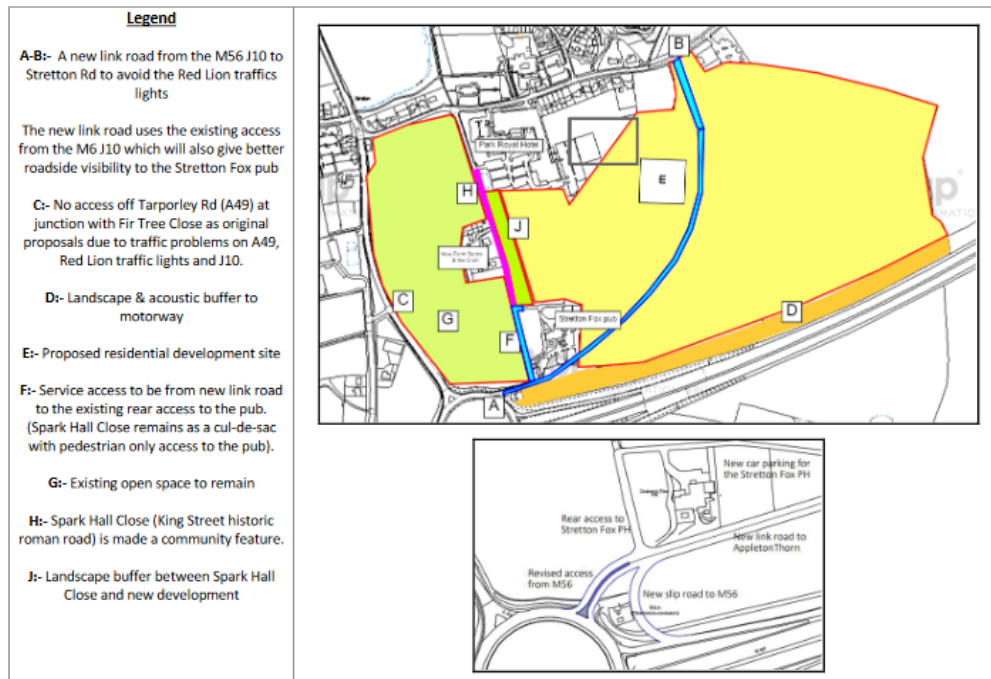 Legend
A-B:- A new link road from the M56 J10 to
Stretton Rd to avoid the Red Lion traffics
lights
The new link road uses the existing access
from the M6 J10 which will also give better
roadside visibility to the Stretton Fox pub
C:- No access off Tarporley Rd (A49) at
junction with Fir Tree Close as original
proposals due to traffic problems on A49,
Red Lion traffic lights and J10.
D:- Landscape & acoustic buffer to
motorway
E:- Proposed residential development site
F:- Service access to be from new link road
to the existing rear access to the pub.
(Spark Hall Close remains as a cul-de-sac
with pedestrian only access to the pub).
G:- Existing open space to remain
H:- Spark Hall Close (King Street historic
roman road) is made a community feature.
J:- Landscape buffer between Spark Hall
Close and new development
B
Park Royal Hotel
E
H
J
C
G
F
Stretton Fox pub
D
A
New car parking for
the Stretton Fox PH
Rear access to
Stretton Fox PH
New link road to
AppletonThorn
Revised access
from M56
New slip road to M56